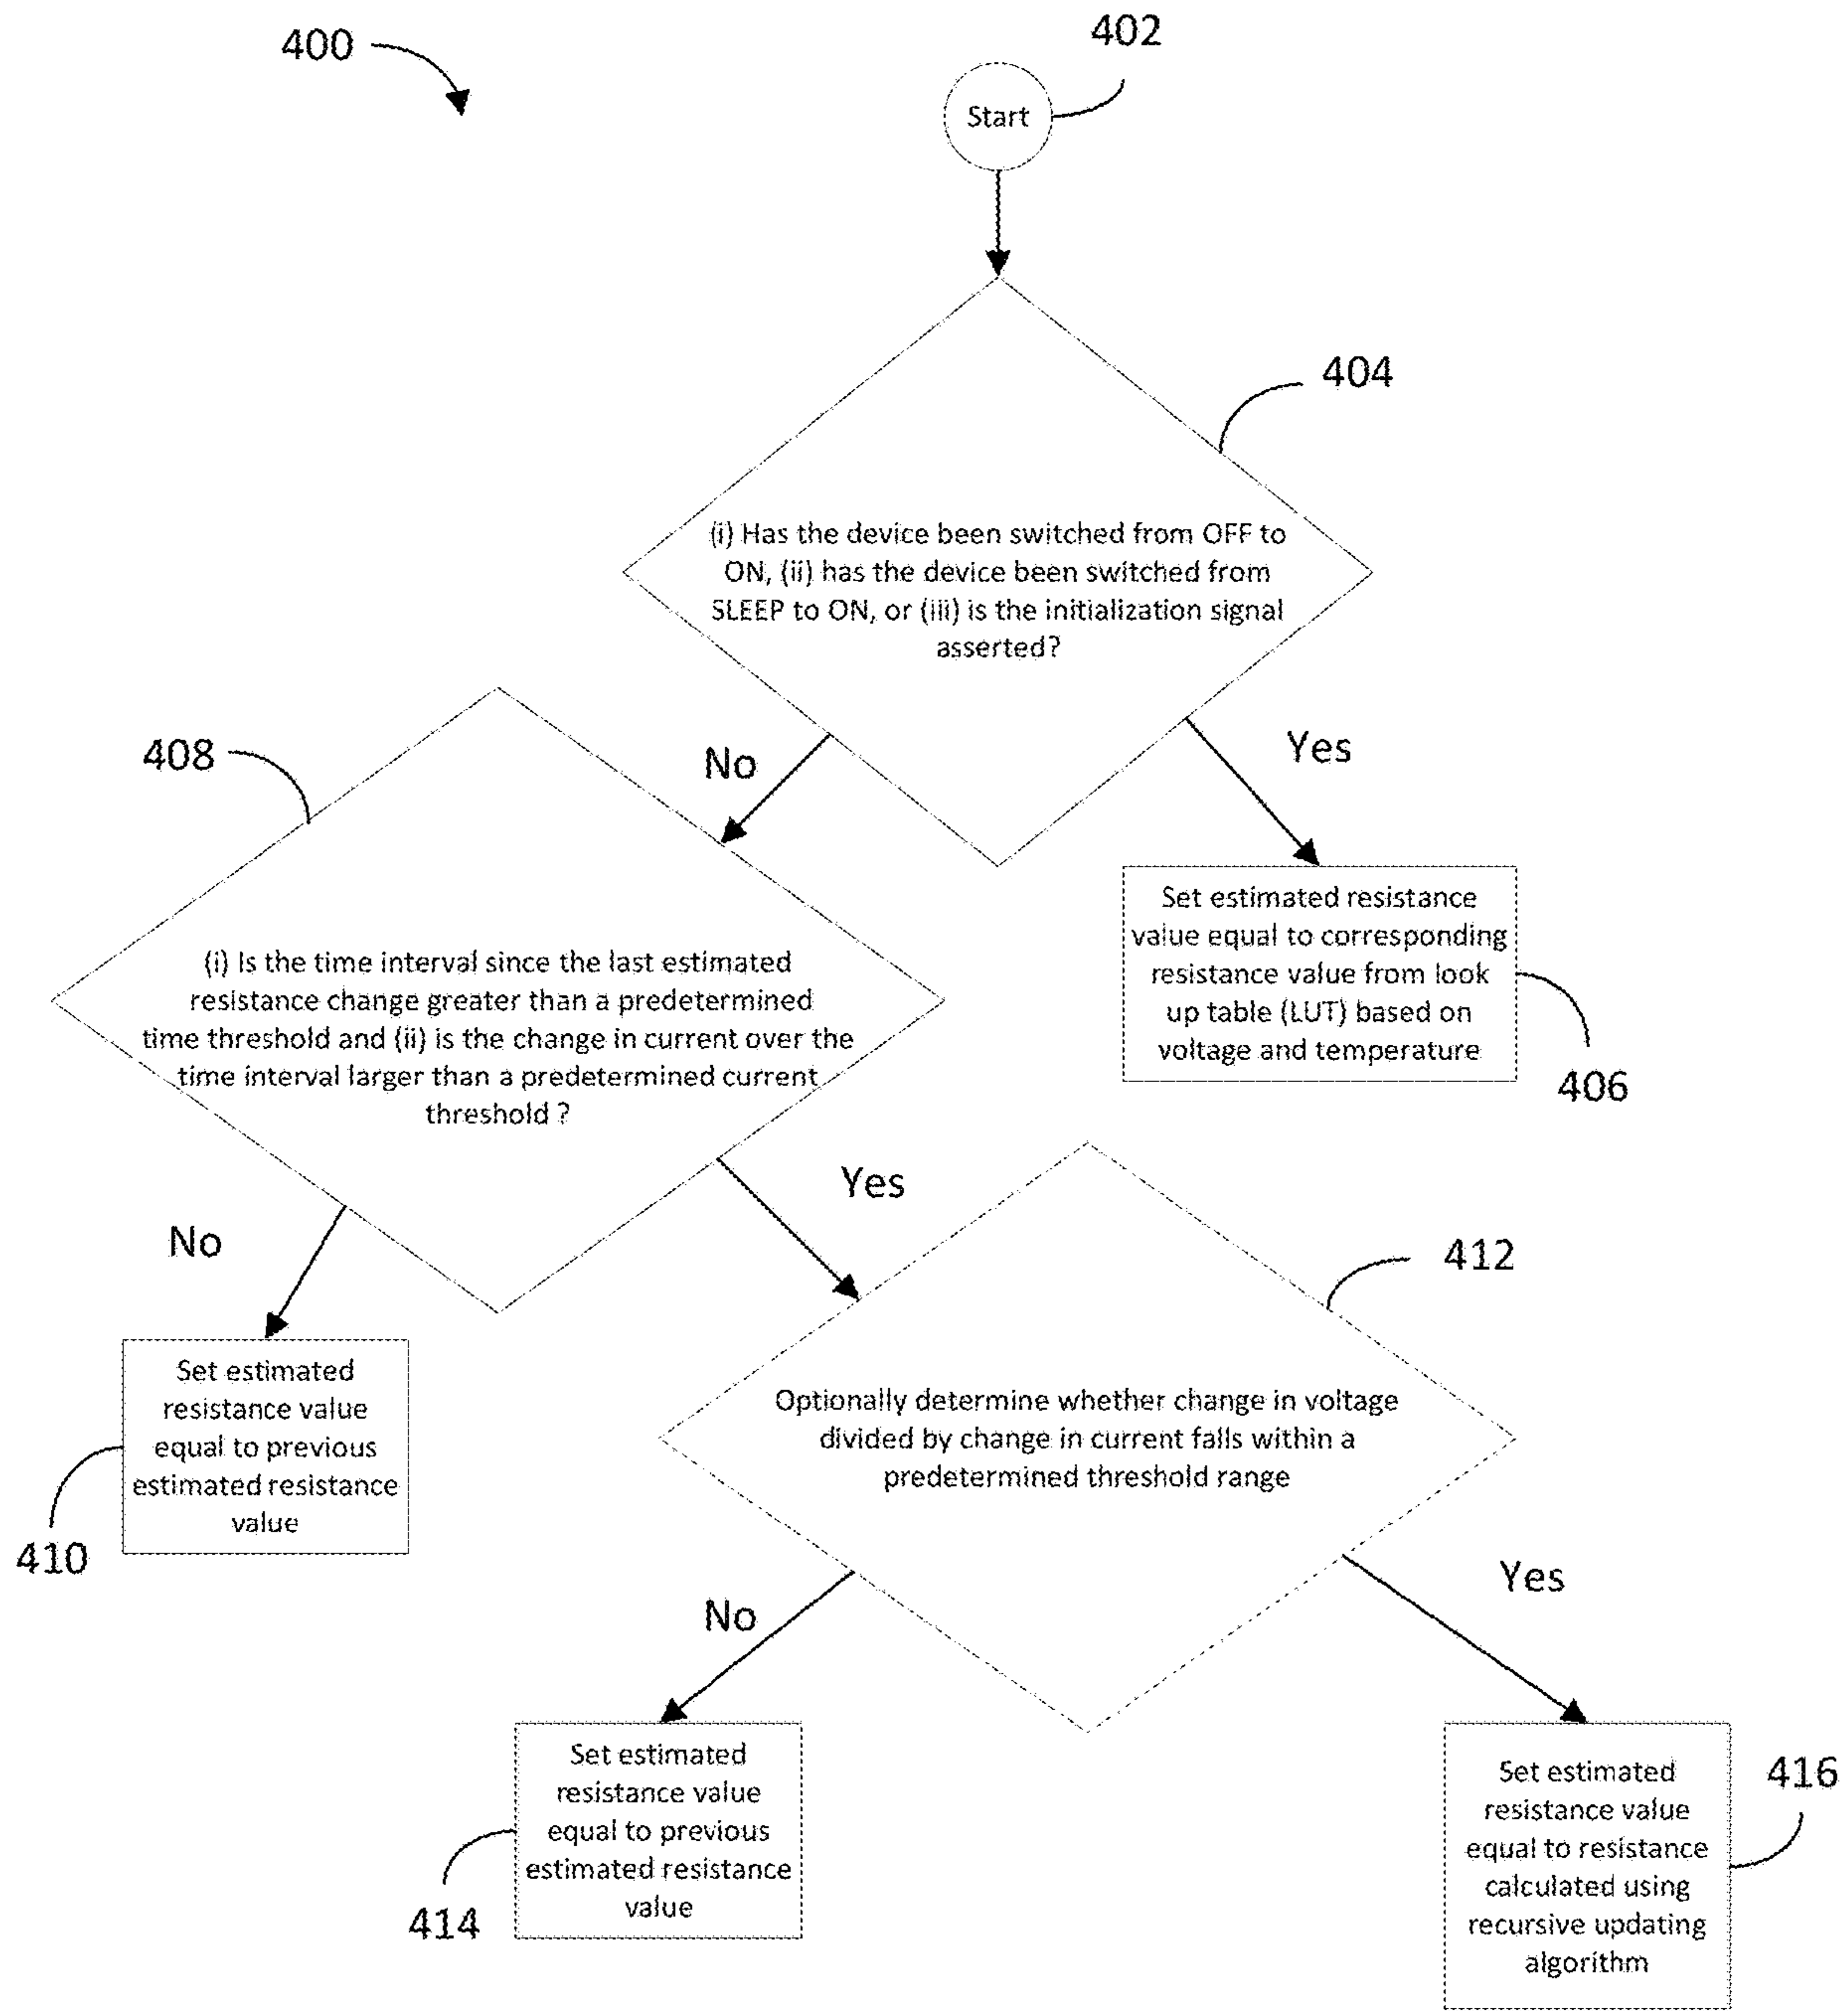 400
402
Start
404
(i) Has the device been switched from OFF to
ON, (ii) has the device been switched from
SLEEP to ON, or (iii) is the initialization signal
asserted?
408
No
Yes
Set estimated resistance
value equal to corresponding
resistance value from look
up table (LUT) based on
voltage and temperature
406
(i) Is the time interval since the last estimated
resistance change greater than a predetermined
time threshold and (ii) is the change in current over the
time interval larger than a predetermined current
threshold ?
No
Yes
412
Set estimated
resistance value
equal to previous
estimated resistance
value
410
Optionally determine whether change in voltage
divided by change in current falls within a
predetermined threshold range
No
Yes
Set estimated
resistance value
equal to previous
estimated resistance
value
414
Set estimated
resistance value
equal to resistance
calculated using
recursive updating
algorithm
416